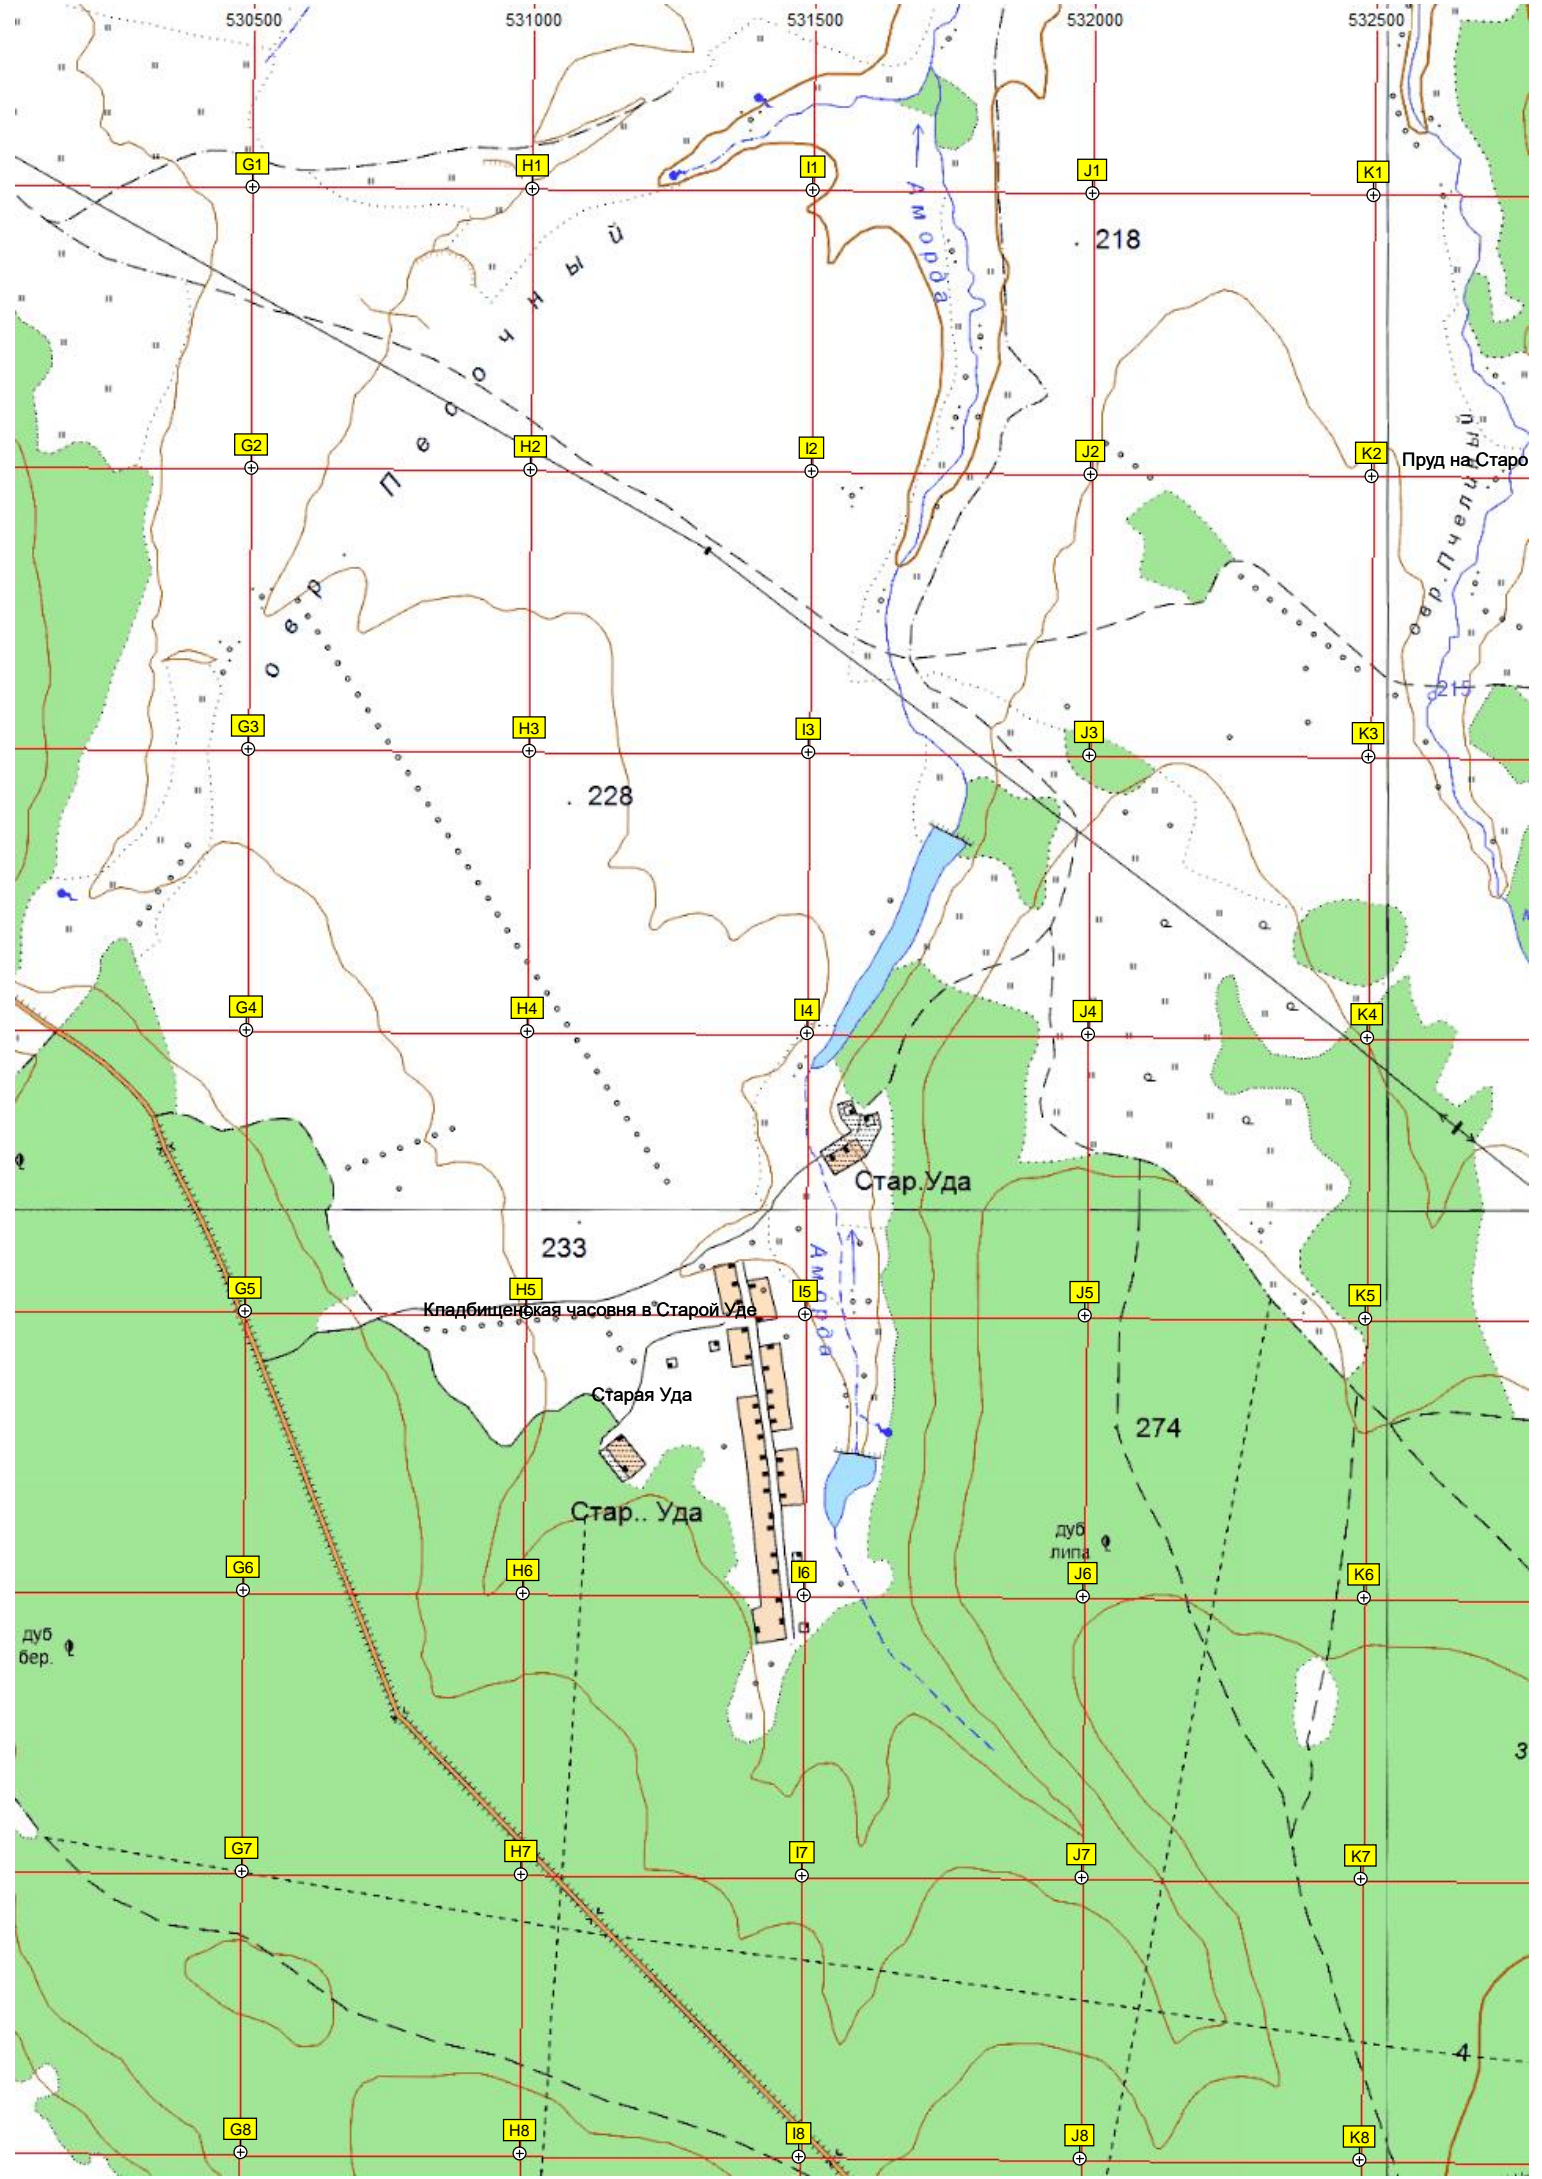 530500 531000 531500 532000 532500
G1 H1 I1 J1 K1
Аморда
218
Песочный
овр
G2 H2 I2 J2 K2
Пруд на Старо
овр.Пчелиный
215
G3 H3 I3 J3 K3
228
G4 H4 I4 J4 K4
Стар.Уда
233
Аморда
G5 H5 I5 J5 K5
Кладбищенская часовня в Старой Уде
Старая Уда
274
Стар.. Уда
дуб
липа
G6 H6 I6 J6 K6
дуб
бер.
3
G7 H7 I7 J7 K7
4
G8 H8 I8 J8 K8